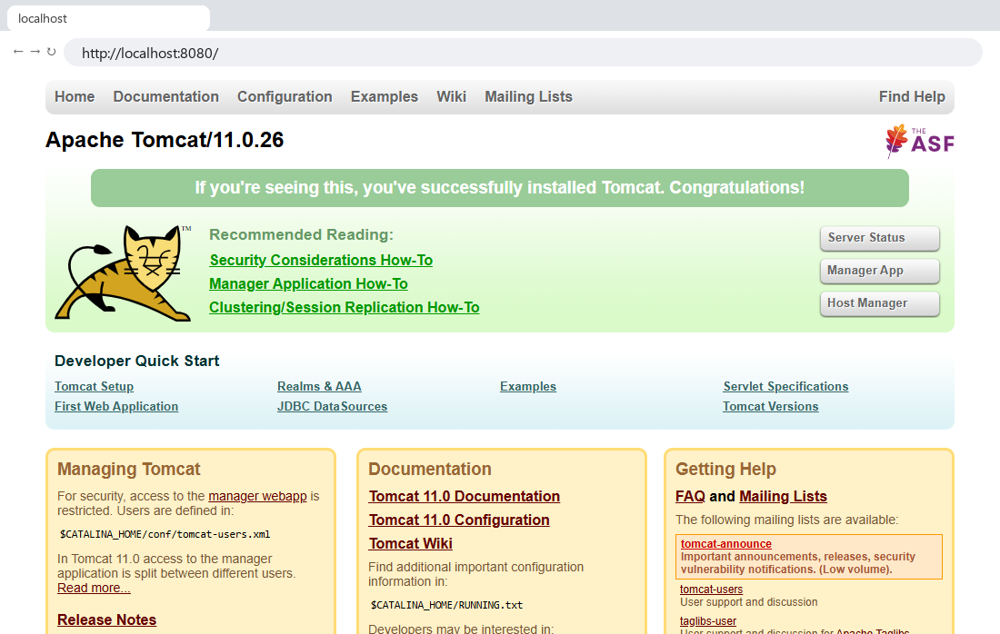 localhost
http://localhost:8080/
Home Documentation Configuration Examples Wiki Mailing Lists Find Help
Apache Tomcat/11.0.26
THE
ASF
If you're seeing this, you've successfully installed Tomcat. Congratulations!
TM
Recommended Reading:
Security Considerations How-To
Manager Application How-To
Clustering/Session Replication How-To
Server Status
Manager App
Host Manager
Developer Quick Start
Tomcat Setup
First Web Application
Realms & AAA
JDBC DataSources
Examples
Servlet Specifications
Tomcat Versions
Managing Tomcat
For security, access to the manager webapp is
restricted. Users are defined in:
$CATALINA_HOME/conf/tomcat-users.xml
In Tomcat 11.0 access to the manager
application is split between different users.
Read more...
Release Notes
Documentation
Tomcat 11.0 Documentation
Tomcat 11.0 Configuration
Tomcat Wiki
Find additional important configuration
information in:
$CATALINA_HOME/RUNNING.txt
Developers may be interested in:
Getting Help
FAQ and Mailing Lists
The following mailing lists are available:
tomcat-announce
Important announcements, releases, security
vulnerability notifications. (Low volume).
tomcat-users
User support and discussion
taglibs-user
User support and discussion for Apache Taglibs